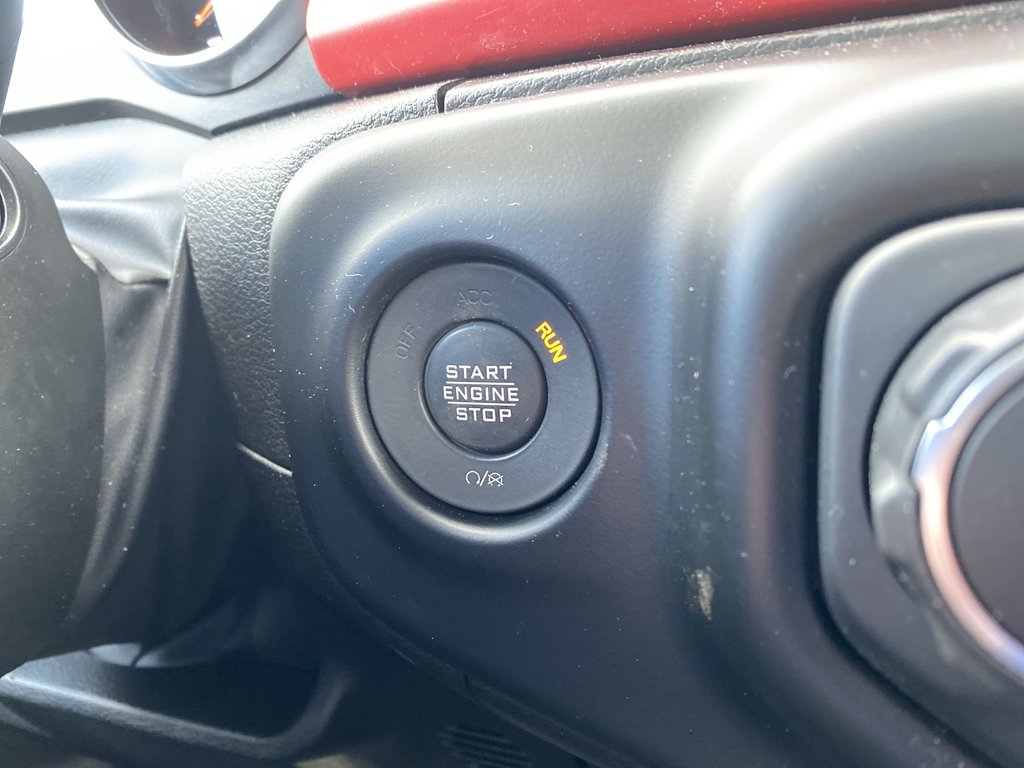 ACC
OFF
RUN
START
ENGINE
STOP